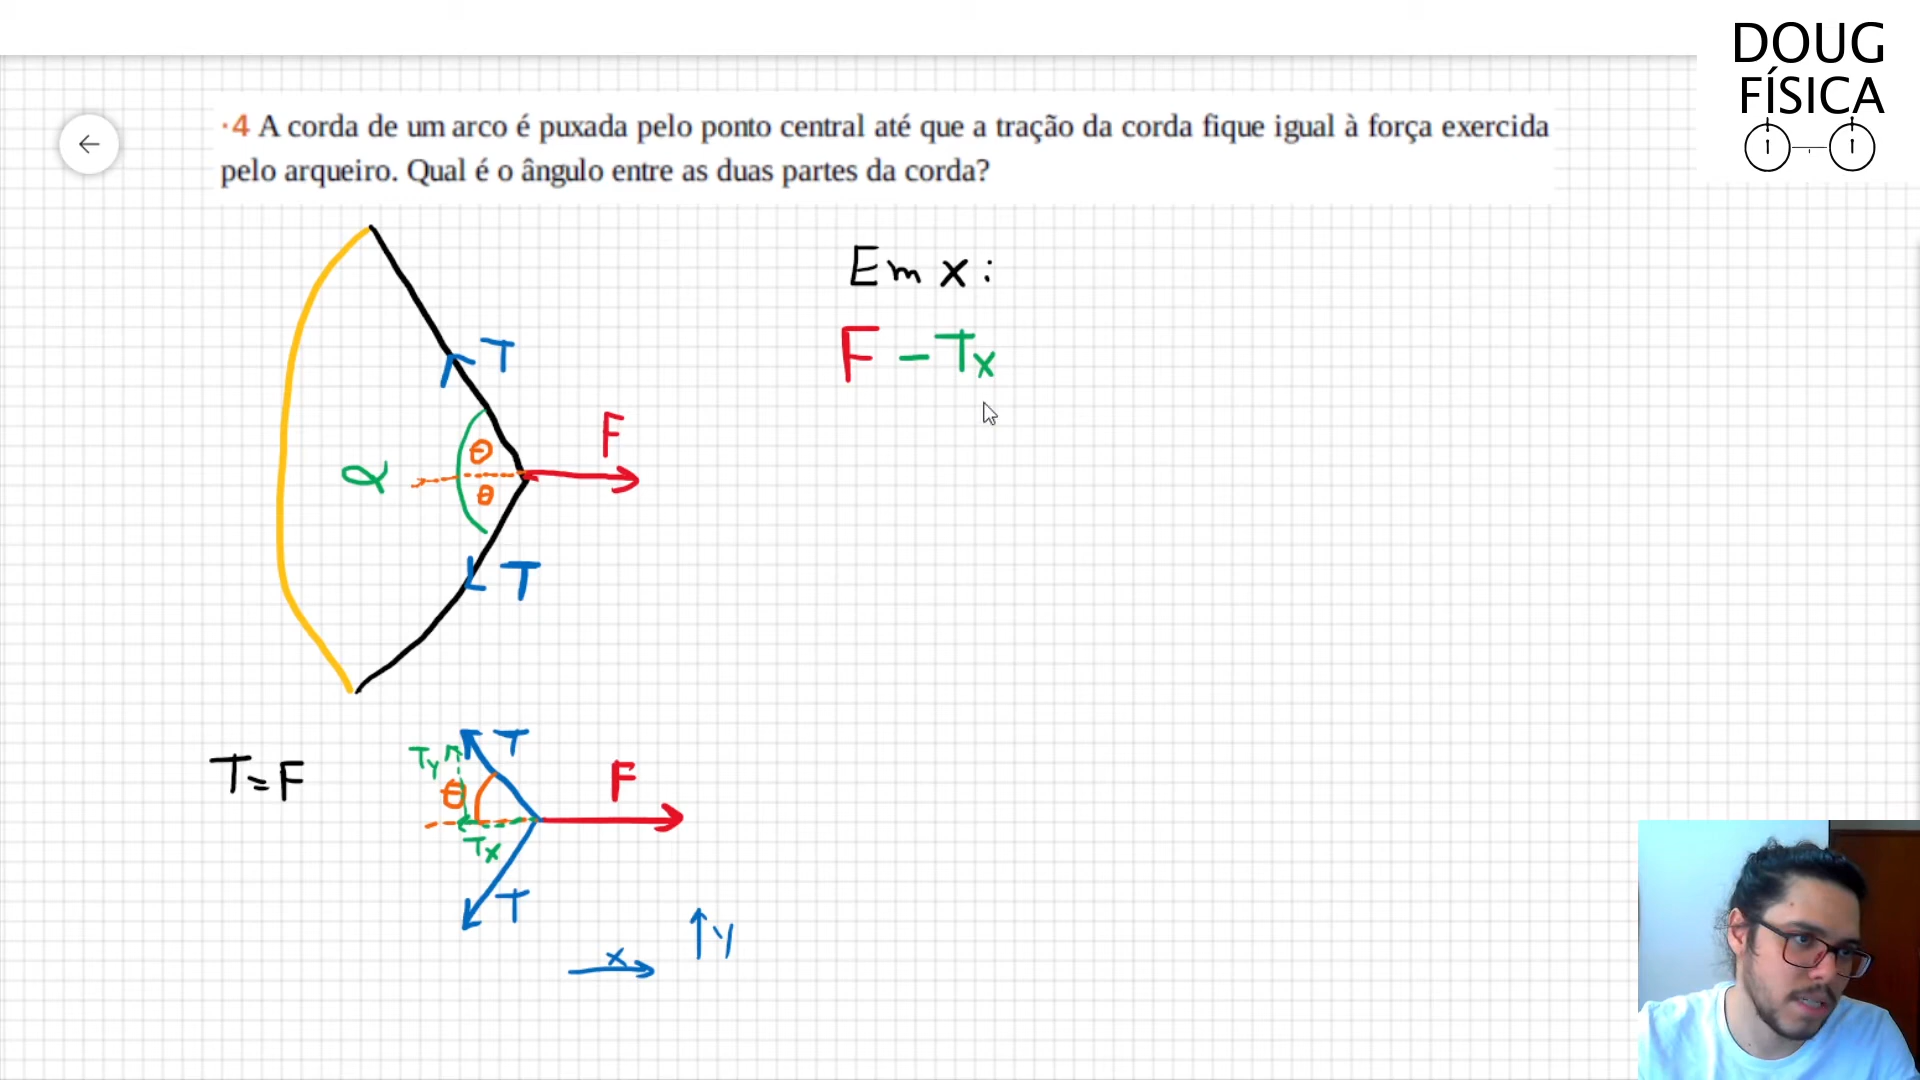 DOUG
FÍSICA
·4 A corda de um arco é puxada pelo ponto central até que a tração da corda fique igual à força exercida
pelo arqueiro. Qual é o ângulo entre as duas partes da corda?
Em x:
F - Tx
T
F
θ
α
θ
T
T=F
Ty
T
θ
F
Tx
T
x
y